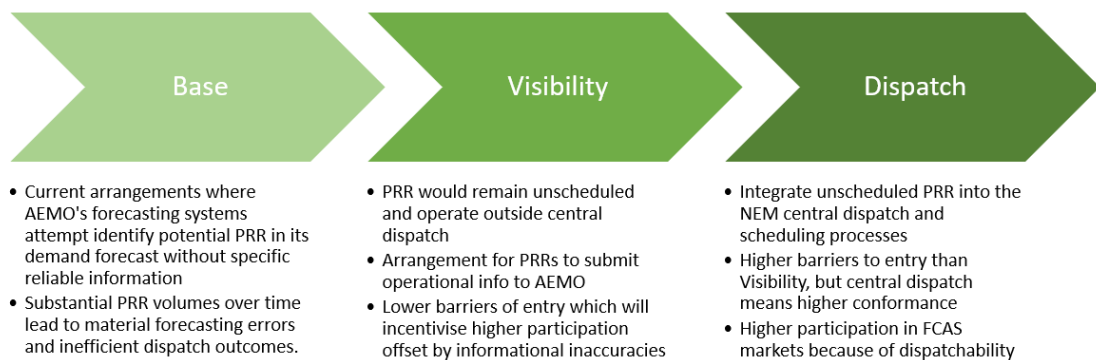 Base
Visibility
Dispatch
• Current arrangements where
AEMO's forecasting systems
attempt identify potential PRR in its
demand forecast without specific
reliable information
• Substantial PRR volumes over time
lead to material forecasting errors
and inefficient dispatch outcomes.
• PRR would remain unscheduled
and operate outside central
dispatch
• Arrangement for PRRs to submit
operational info to AEMO
• Lower barriers of entry which will
incentivise higher participation
offset by informational inaccuracies
• Integrate unscheduled PRR into the
NEM central dispatch and
scheduling processes
• Higher barriers to entry than
Visibility, but central dispatch
means higher conformance
• Higher participation in FCAS
markets because of dispatchability